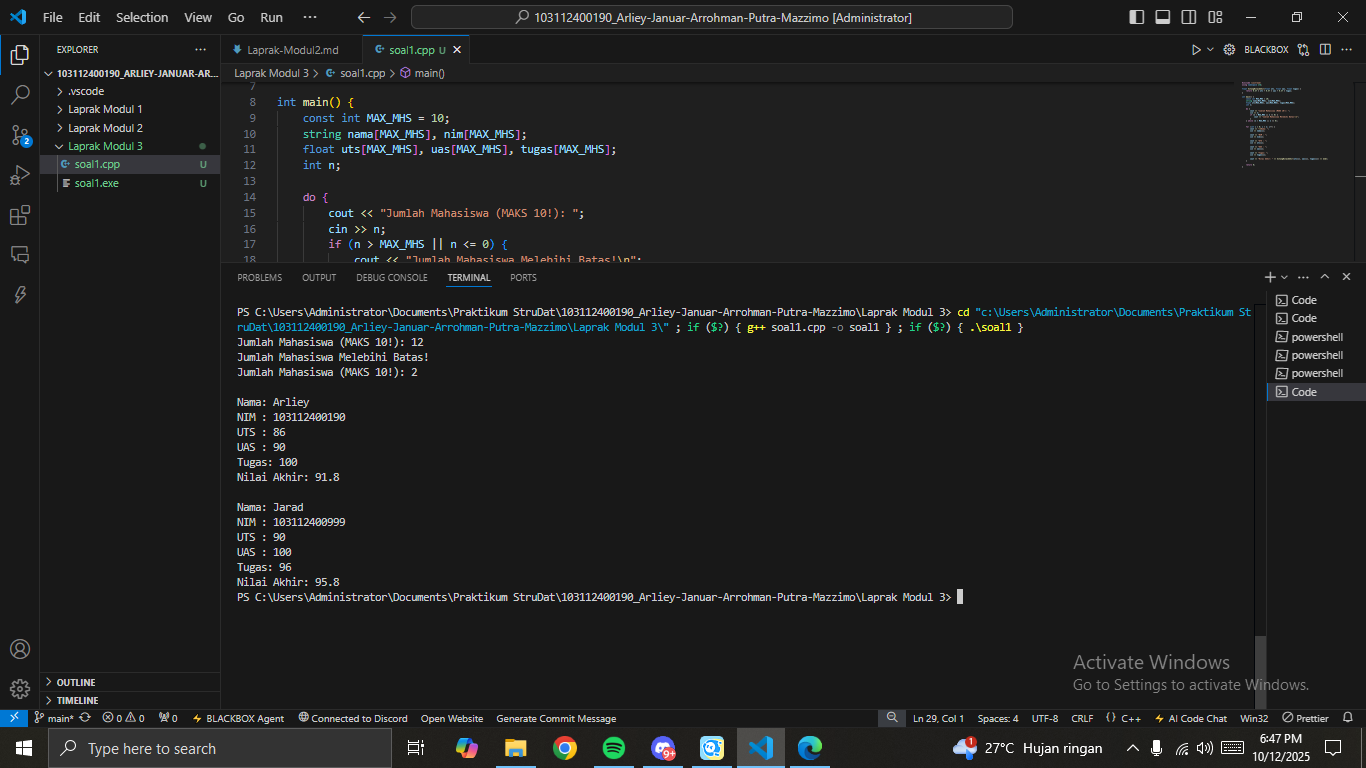 File Edit Selection View Go Run ···
103112400190_Arliey-Januar-Arrohman-Putra-Mazzimo [Administrator]
EXPLORER
103112400190_ARLIEY-JANUAR-AR...
.vscode
Laprak Modul 1
Laprak Modul 2
Laprak Modul 3
soal1.cpp U
soal1.exe U
OUTLINE
TIMELINE
2
Laprak-Modul2.md
soal1.cpp U
BLACKBOX
Laprak Modul 3 > soal1.cpp > main()
7
8 int main() {
9 const int MAX_MHS = 10;
10 string nama[MAX_MHS], nim[MAX_MHS];
11 float uts[MAX_MHS], uas[MAX_MHS], tugas[MAX_MHS];
12 int n;
13
14 do {
15 cout << "Jumlah Mahasiswa (MAKS 10!): ";
16 cin >> n;
17 if (n > MAX_MHS || n <= 0) {
18 cout << "Jumlah Mahasiswa Melebihi Batas!\n";
PROBLEMS OUTPUT DEBUG CONSOLE TERMINAL PORTS
PS C:\Users\Administrator\Documents\Praktikum StruDat\103112400190_Arliey-Januar-Arrohman-Putra-Mazzimo\Laprak Modul 3> cd "c:\Users\Administrator\Documents\Praktikum St
ruDat\103112400190_Arliey-Januar-Arrohman-Putra-Mazzimo\Laprak Modul 3\" ; if ($?) { g++ soal1.cpp -o soal1 } ; if ($?) { .\soal1 }
Jumlah Mahasiswa (MAKS 10!): 12
Jumlah Mahasiswa Melebihi Batas!
Jumlah Mahasiswa (MAKS 10!): 2
Nama: Arliey
NIM : 103112400190
UTS : 86
UAS : 90
Tugas: 100
Nilai Akhir: 91.8
Nama: Jarad
NIM : 103112400999
UTS : 90
UAS : 100
Tugas: 96
Nilai Akhir: 95.8
PS C:\Users\Administrator\Documents\Praktikum StruDat\103112400190_Arliey-Januar-Arrohman-Putra-Mazzimo\Laprak Modul 3>
Code
Code
powershell
powershell
powershell
Code
Activate Windows
Go to Settings to activate Windows.
main* 0 0 0 BLACKBOX Agent Connected to Discord Open Website Generate Commit Message Ln 29, Col 1 Spaces: 4 UTF-8 CRLF {} C++ AI Code Chat Win32 Prettier
Type here to search
9+
1
27°C Hujan ringan
6:47 PM
10/12/2025